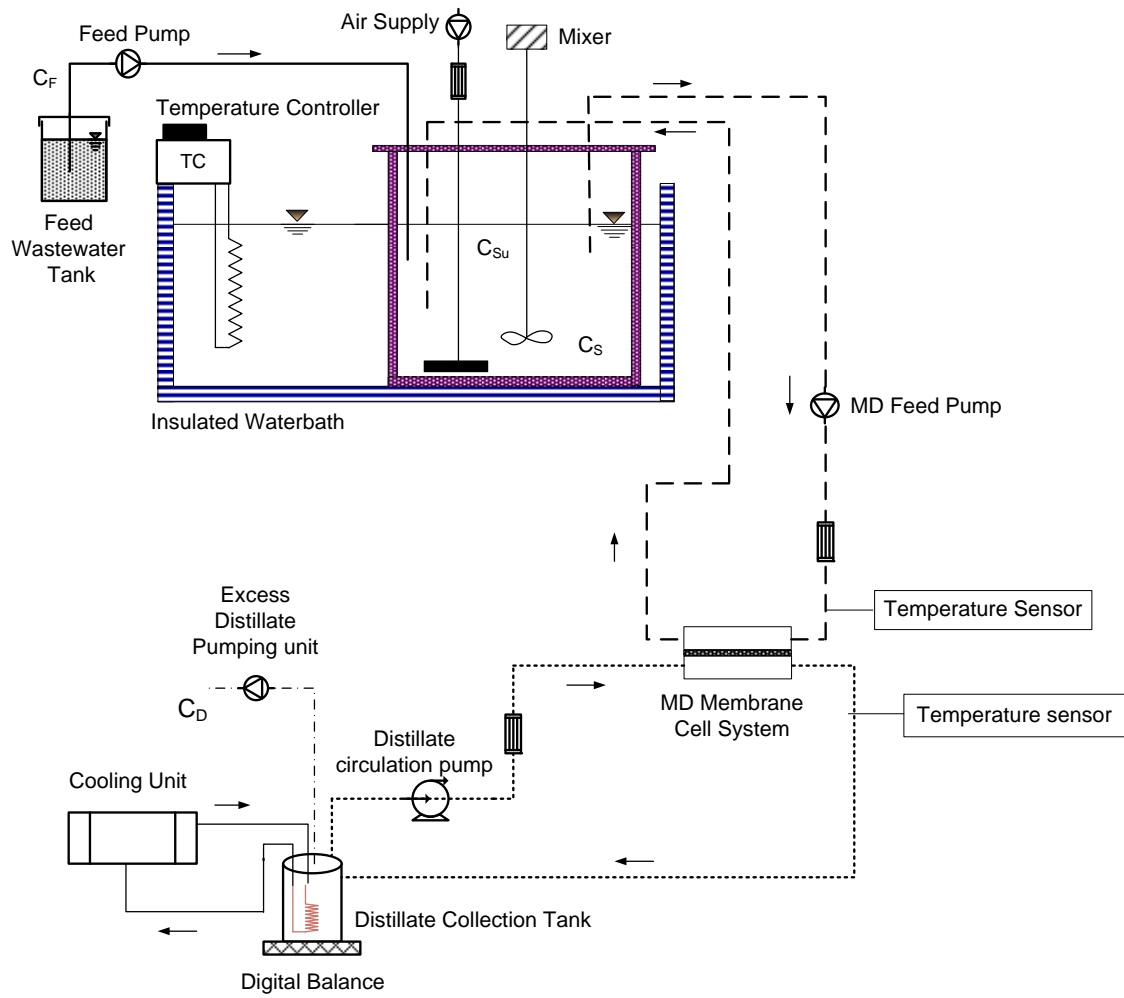 Air Supply
Mixer
Feed Pump
C_F
Temperature Controller
TC
Feed
Wastewater
Tank
C_Su
C_S
Insulated Waterbath
MD Feed Pump
Excess
Distillate
Pumping unit
Temperature Sensor
C_D
MD Membrane
Cell System
Temperature sensor
Distillate
circulation pump
Cooling Unit
Distillate Collection Tank
Digital Balance